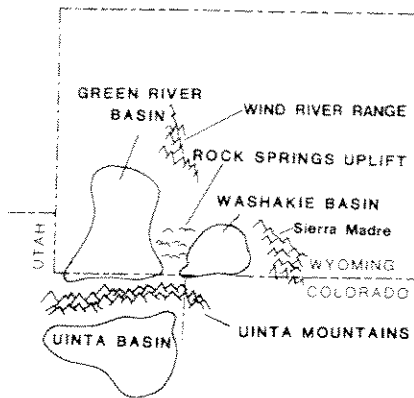 GREEN RIVER
BASIN
WIND RIVER RANGE
ROCK SPRINGS UPLIFT
WASHAKIE BASIN
Sierra Madre
UTAH
WYOMING
COLORADO
UINTA BASIN
UINTA MOUNTAINS